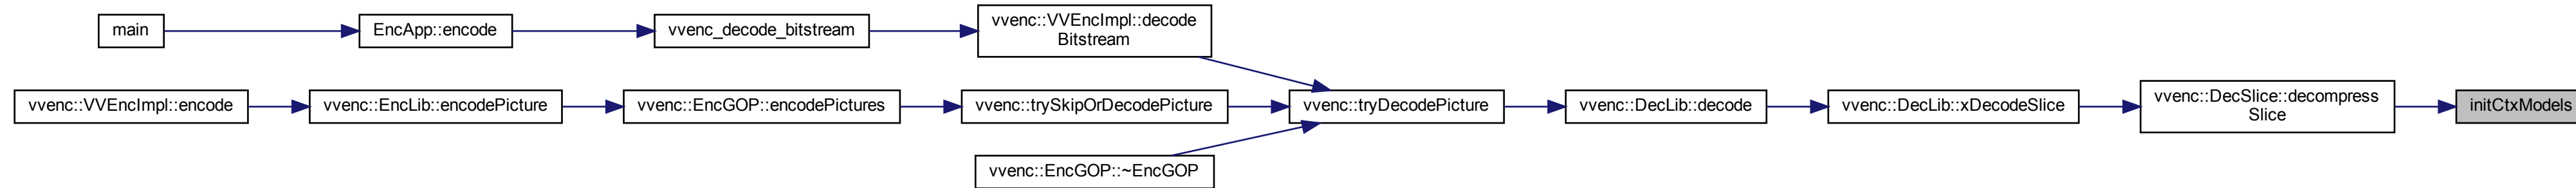 main
EncApp::encode
vvenc_decode_bitstream
vvenc::VVEncImpl::decode
Bitstream
vvenc::VVEncImpl::encode
vvenc::EncLib::encodePicture
vvenc::EncGOP::encodePictures
vvenc::trySkipOrDecodePicture
vvenc::tryDecodePicture
vvenc::DecLib::decode
vvenc::DecLib::xDecodeSlice
vvenc::DecSlice::decompress
Slice
initCtxModels
vvenc::EncGOP::~EncGOP